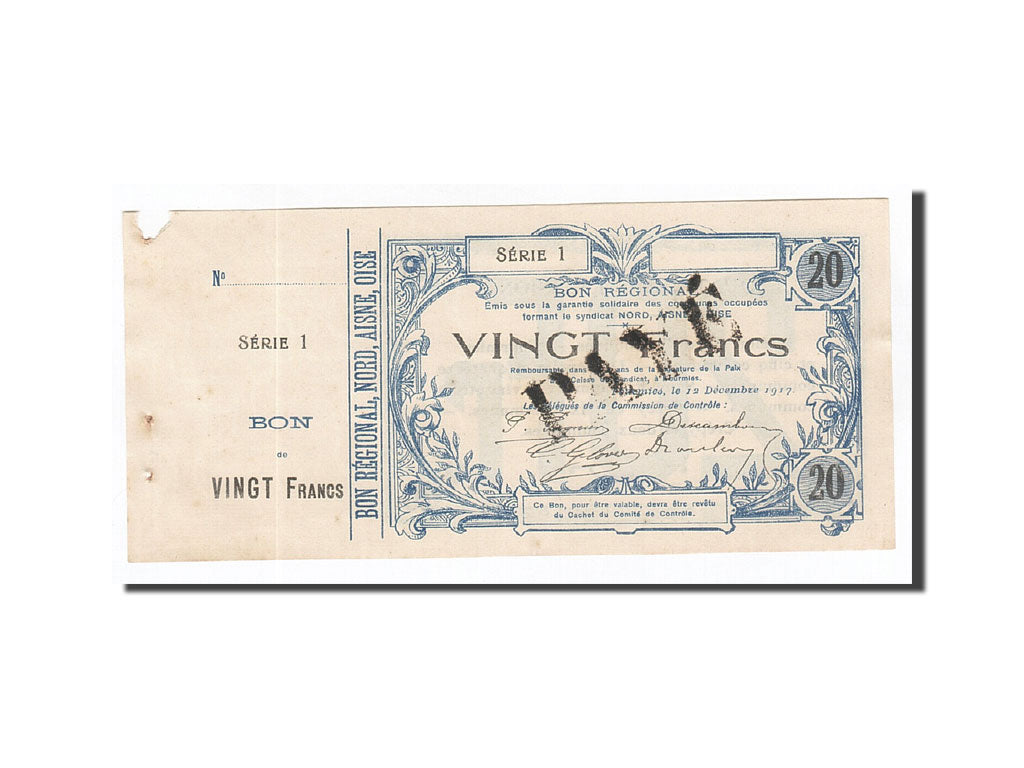 Nº
SÉRIE 1
BON
de
VINGT FRANCS
BON RÉGIONAL, NORD, AISNE, OISE
SÉRIE 1
20
BON RÉGIONAL
Emis sous la garantie solidaire des communes occupées
formant le syndicat NORD, AISNE, OISE
VINGT Francs
Remboursable dans de la Signature de la Paix
Caisse du Syndicat, à Fourmies.
Fourmies, le 12 Décembre 1917.
Les Délégués de la Commission de Contrôle :
PAYÉ
20
Ce Bon, pour être valable, devra être revêtu
du Cachet du Comité de Contrôle.